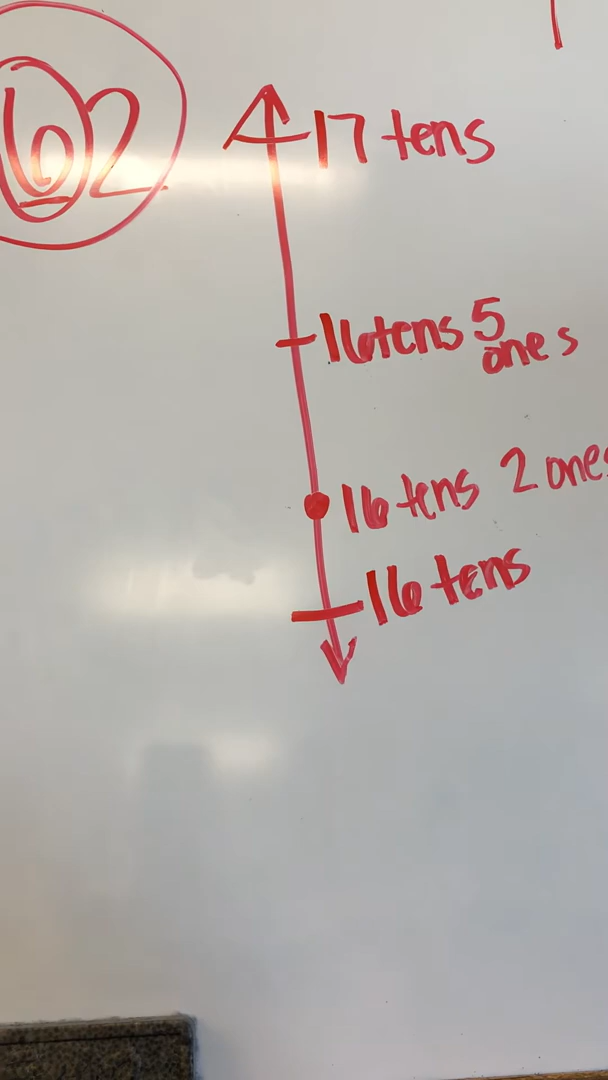 162
17 tens
16 tens 5
ones
16 tens 2 ones
16 tens